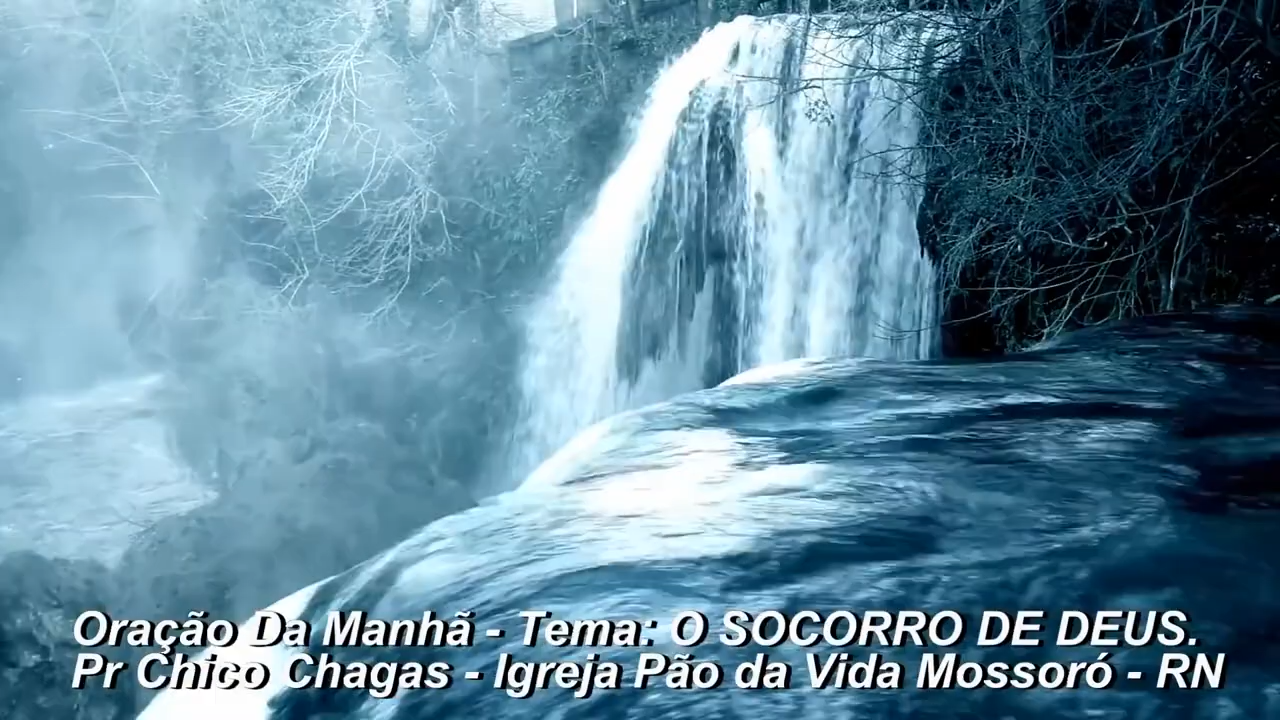 Oração Da Manhã - Tema: O SOCORRO DE DEUS.
Pr Chico Chagas - Igreja Pão da Vida Mossoró - RN